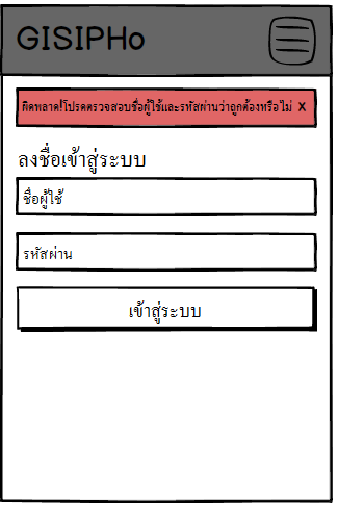 GISIPHo
ผิดพลาด!โปรดตรวจสอบชื่อผู้ใช้และรหัสผ่านว่าถูกต้องหรือไม่ x
ลงชื่อเข้าสู่ระบบ
ชื่อผู้ใช้
รหัสผ่าน
เข้าสู่ระบบ